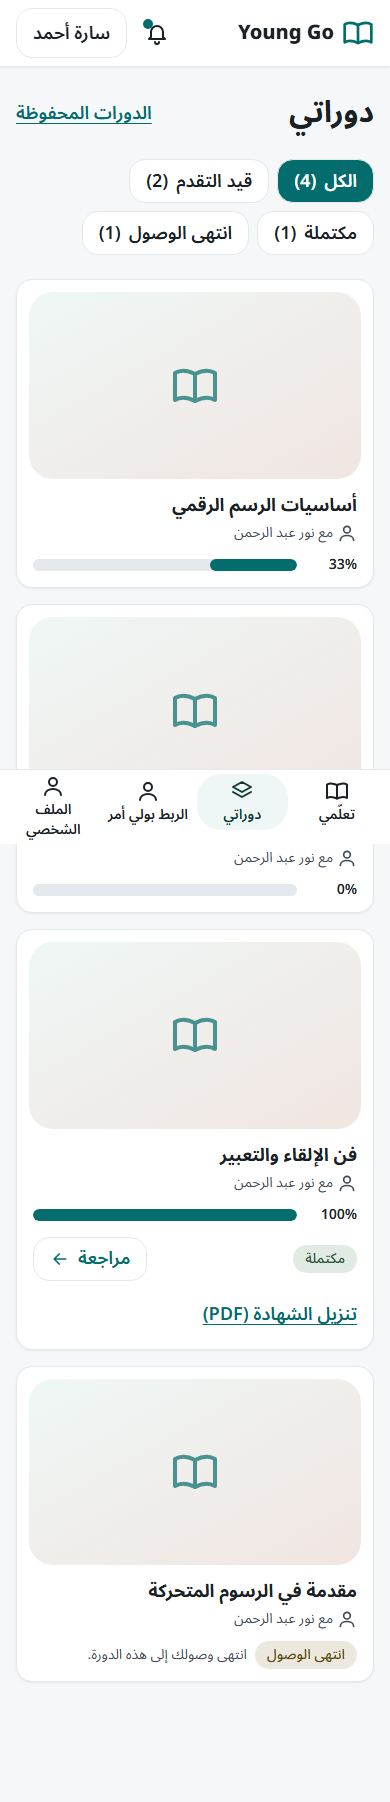 Young Go
سارة أحمد
دوراتي
الدورات المحفوظة
الكل (4)
قيد التقدم (2)
مكتملة (1)
انتهى الوصول (1)
أساسيات الرسم الرقمي
مع نور عبد الرحمن
33%
تعلّمي
دوراتي
الربط بولي أمر
الملف
الشخصي
مع نور عبد الرحمن
0%
فن الإلقاء والتعبير
مع نور عبد الرحمن
100%
مكتملة
مراجعة
تنزيل الشهادة (PDF)
مقدمة في الرسوم المتحركة
مع نور عبد الرحمن
انتهى الوصول
انتهى وصولك إلى هذه الدورة.